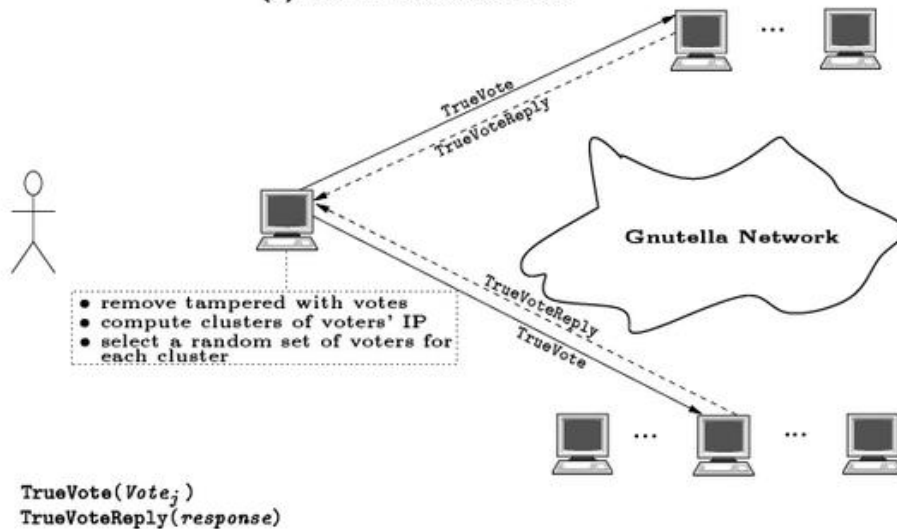 ...
TrueVote
TrueVoteReply
Gnutella Network
• remove tampered with votes
• compute clusters of voters' IP
• select a random set of voters for
each cluster
TrueVoteReply
TrueVote
... ...
TrueVote(Vote_j)
TrueVoteReply(response)